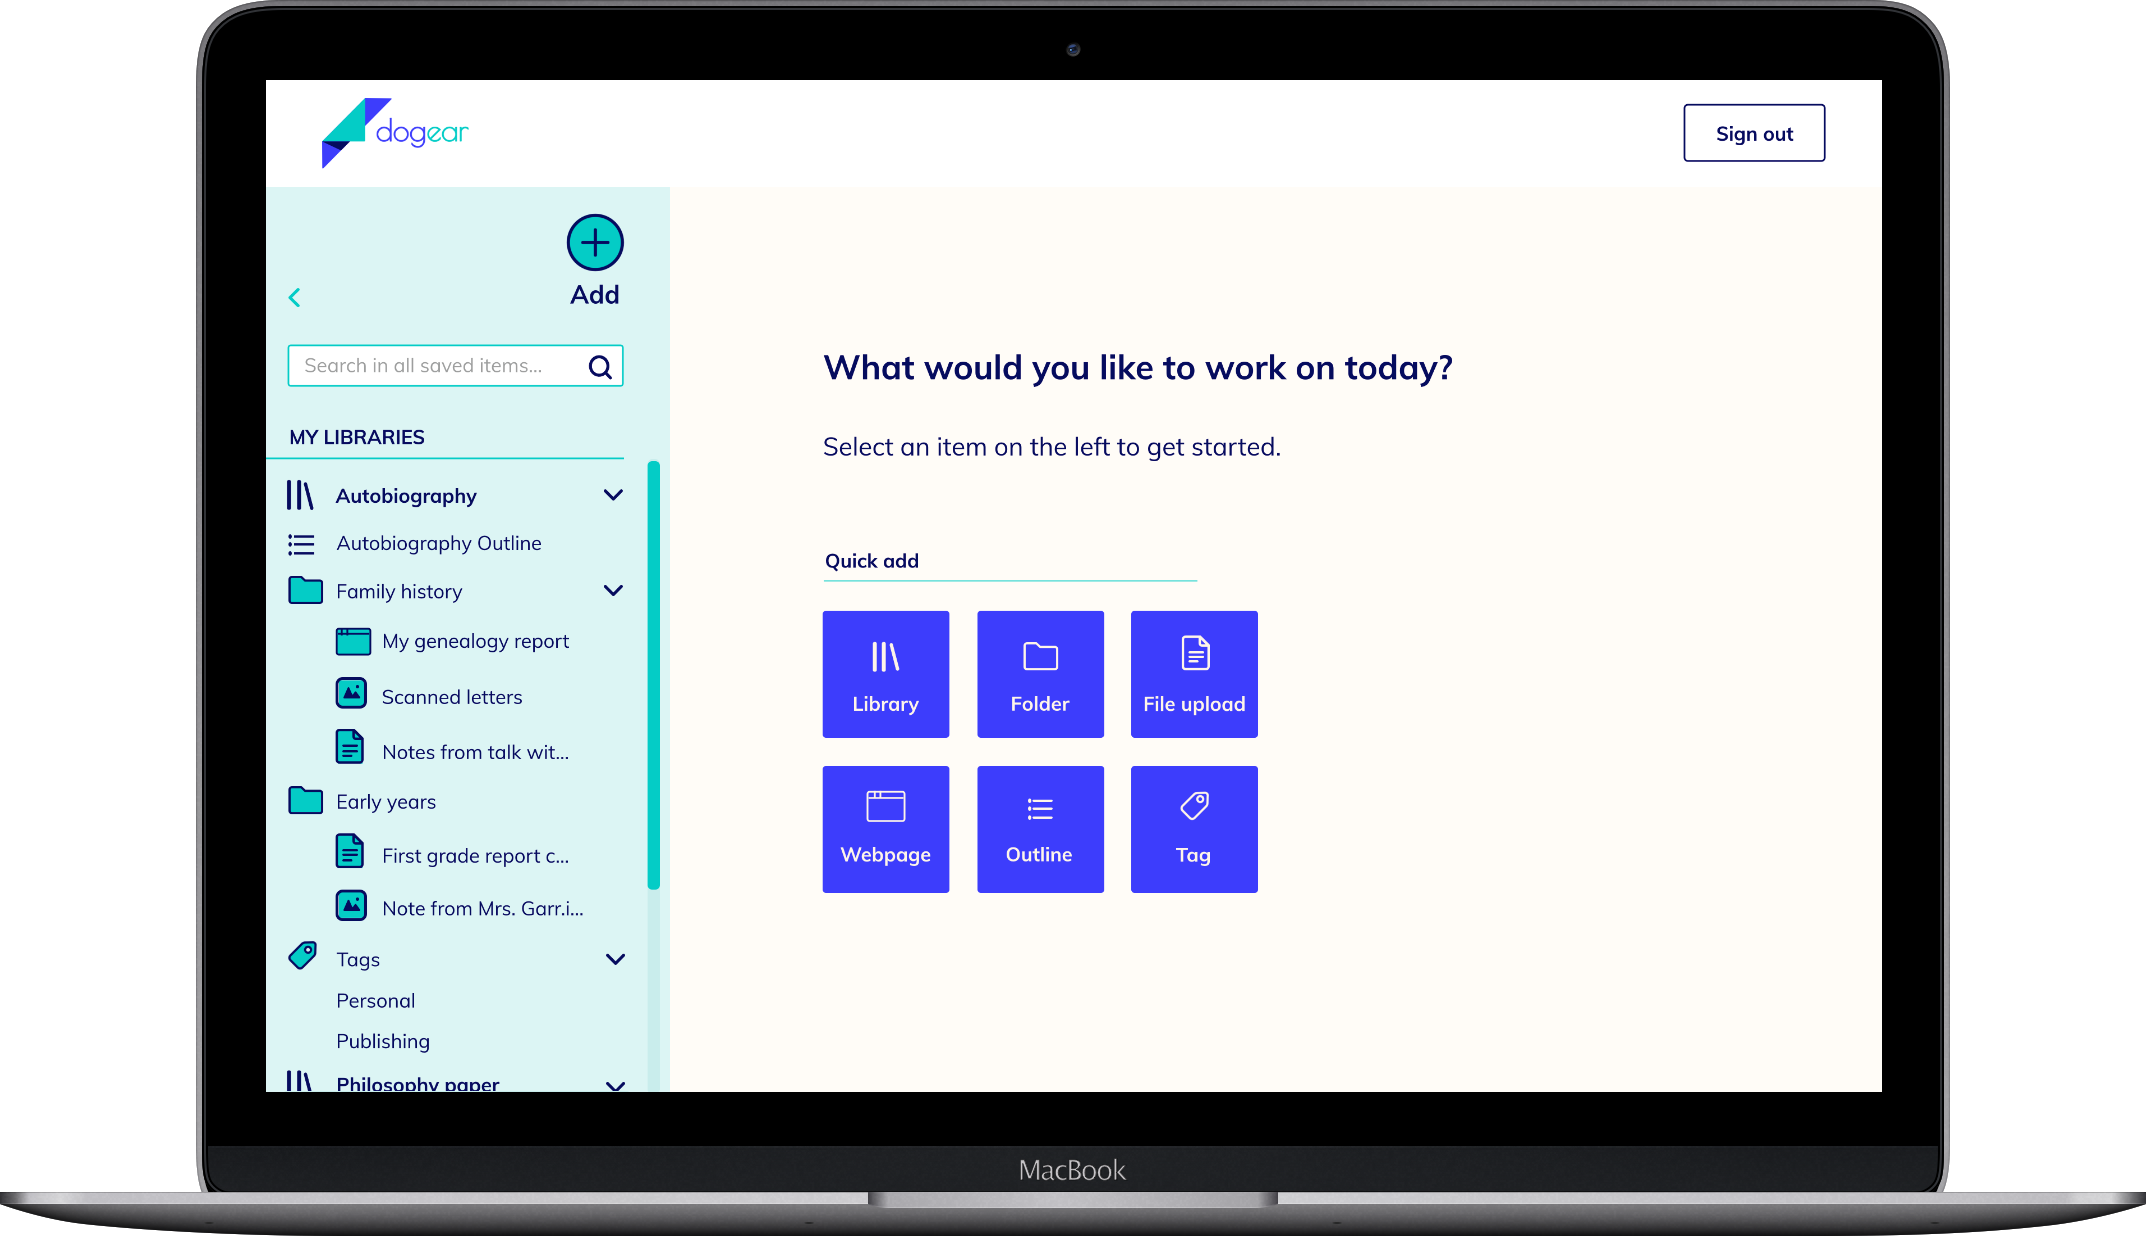 dogear
Sign out
Add
Search in all saved items...
MY LIBRARIES
Autobiography
Autobiography Outline
Family history
My genealogy report
Scanned letters
Notes from talk wit...
Early years
First grade report c...
Note from Mrs. Garr.i...
Tags
Personal
Publishing
Philosophy paper
What would you like to work on today?
Select an item on the left to get started.
Quick add
Library
Folder
File upload
Webpage
Outline
Tag
MacBook